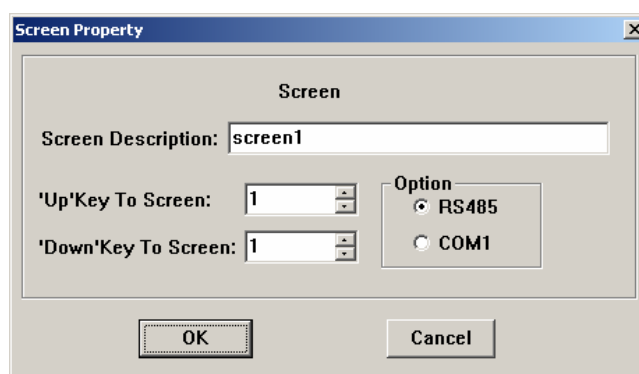 Screen Property
Screen
Screen Description: screen1
'Up'Key To Screen: 1
'Down'Key To Screen: 1
Option
RS485
COM1
OK
Cancel